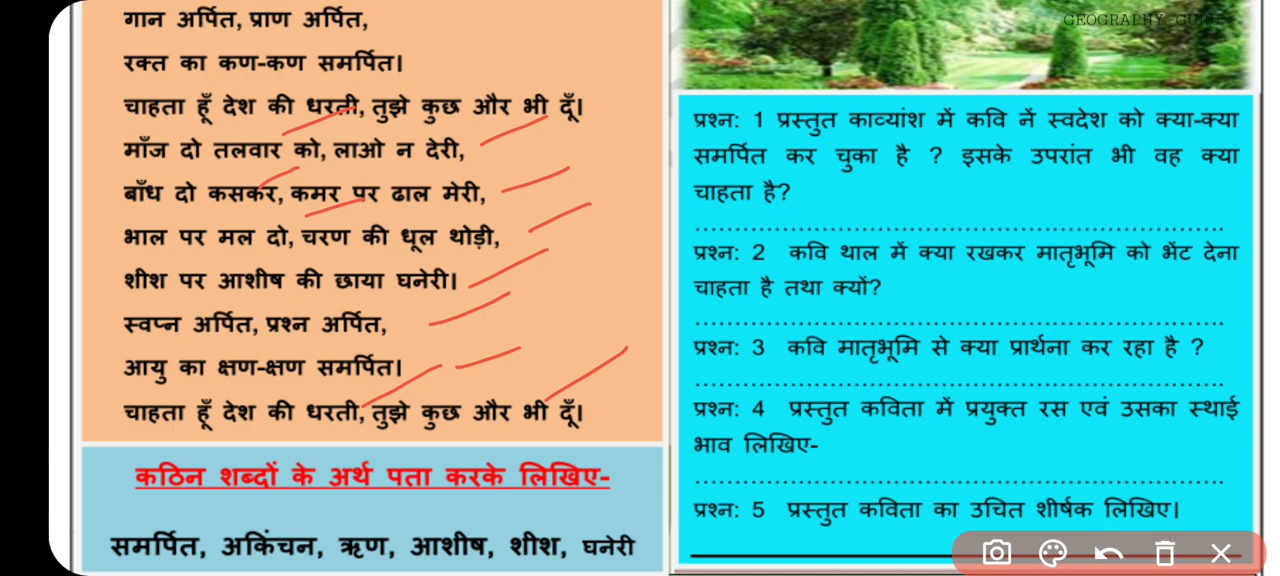 गान अर्पित, प्राण अर्पित,
रक्त का कण-कण समर्पित।
चाहता हूँ देश की धरती, तुझे कुछ और भी दूँ।
माँज दो तलवार को, लाओ न देरी,
बाँध दो कसकर, कमर पर ढाल मेरी,
भाल पर मल दो, चरण की धूल थोड़ी,
शीश पर आशीष की छाया घनेरी।
स्वप्न अर्पित, प्रश्न अर्पित,
आयु का क्षण-क्षण समर्पित।
चाहता हूँ देश की धरती, तुझे कुछ और भी दूँ।
कठिन शब्दों के अर्थ पता करके लिखिए-
समर्पित, अकिंचन, ऋण, आशीष, शीश, घनेरी
GEOGRAPHY GURU
प्रश्न: 1 प्रस्तुत काव्यांश में कवि नें स्वदेश को क्या-क्या
समर्पित कर चुका है ? इसके उपरांत भी वह क्या
चाहता है?
प्रश्न: 2 कवि थाल में क्या रखकर मातृभूमि को भेंट देना
चाहता है तथा क्यों?
प्रश्न: 3 कवि मातृभूमि से क्या प्रार्थना कर रहा है ?
प्रश्न: 4 प्रस्तुत कविता में प्रयुक्त रस एवं उसका स्थाई
भाव लिखिए-
प्रश्न: 5 प्रस्तुत कविता का उचित शीर्षक लिखिए।